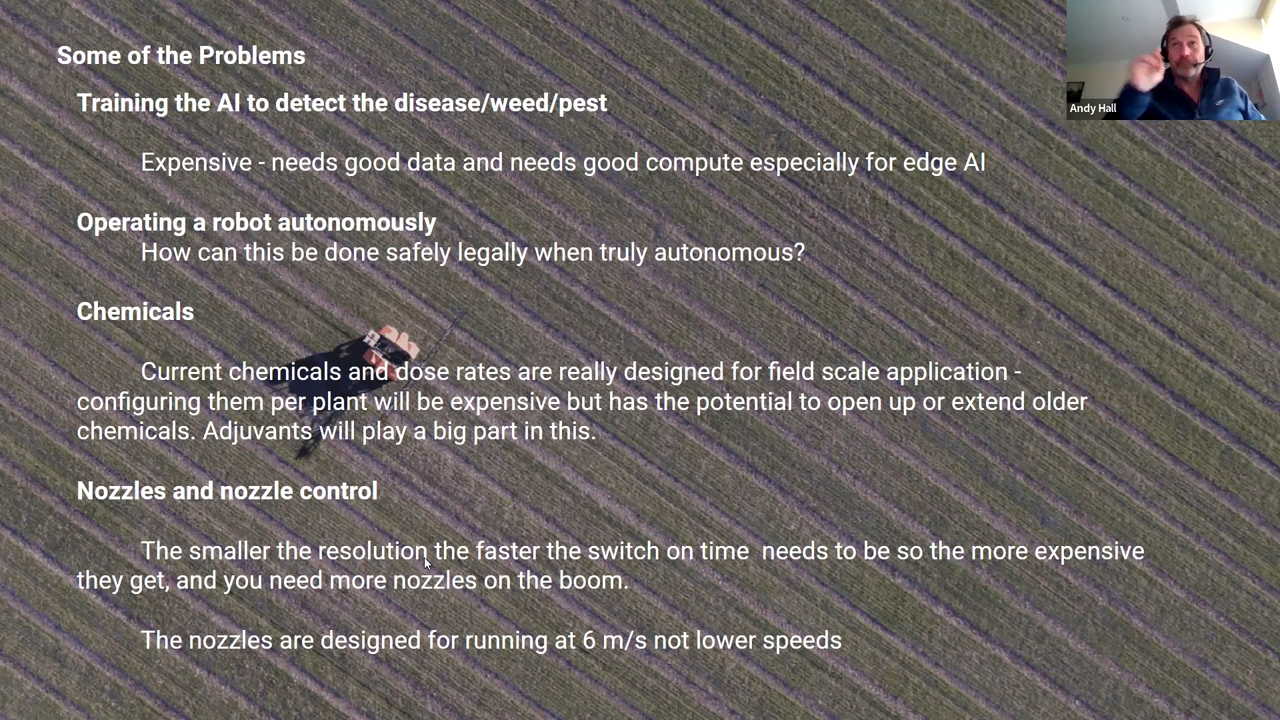 Some of the Problems
Andy Hall
Training the AI to detect the disease/weed/pest
Expensive - needs good data and needs good compute especially for edge AI
Operating a robot autonomously
How can this be done safely legally when truly autonomous?
Chemicals
Current chemicals and dose rates are really designed for field scale application -
configuring them per plant will be expensive but has the potential to open up or extend older
chemicals. Adjuvants will play a big part in this.
Nozzles and nozzle control
The smaller the resolution the faster the switch on time  needs to be so the more expensive
they get, and you need more nozzles on the boom.
The nozzles are designed for running at 6 m/s not lower speeds